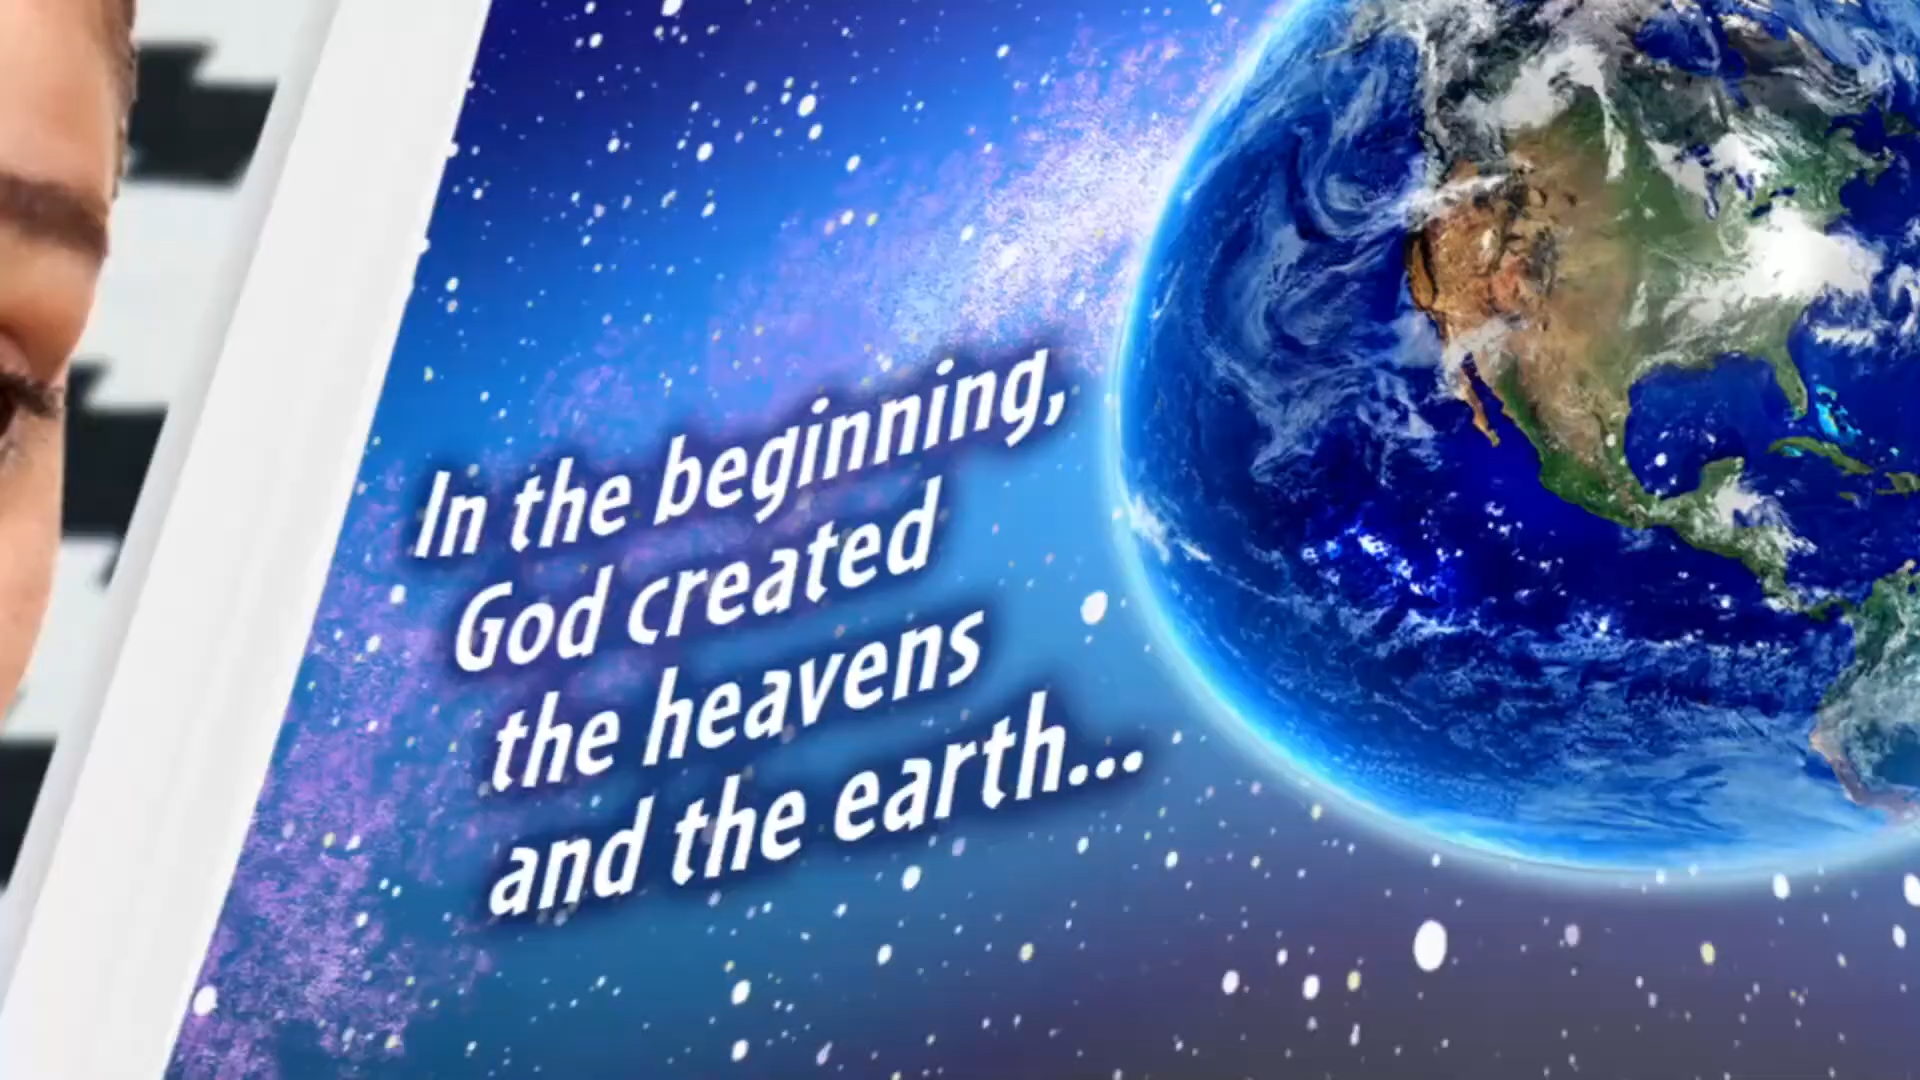 In the beginning,
God created
the heavens
and the earth...